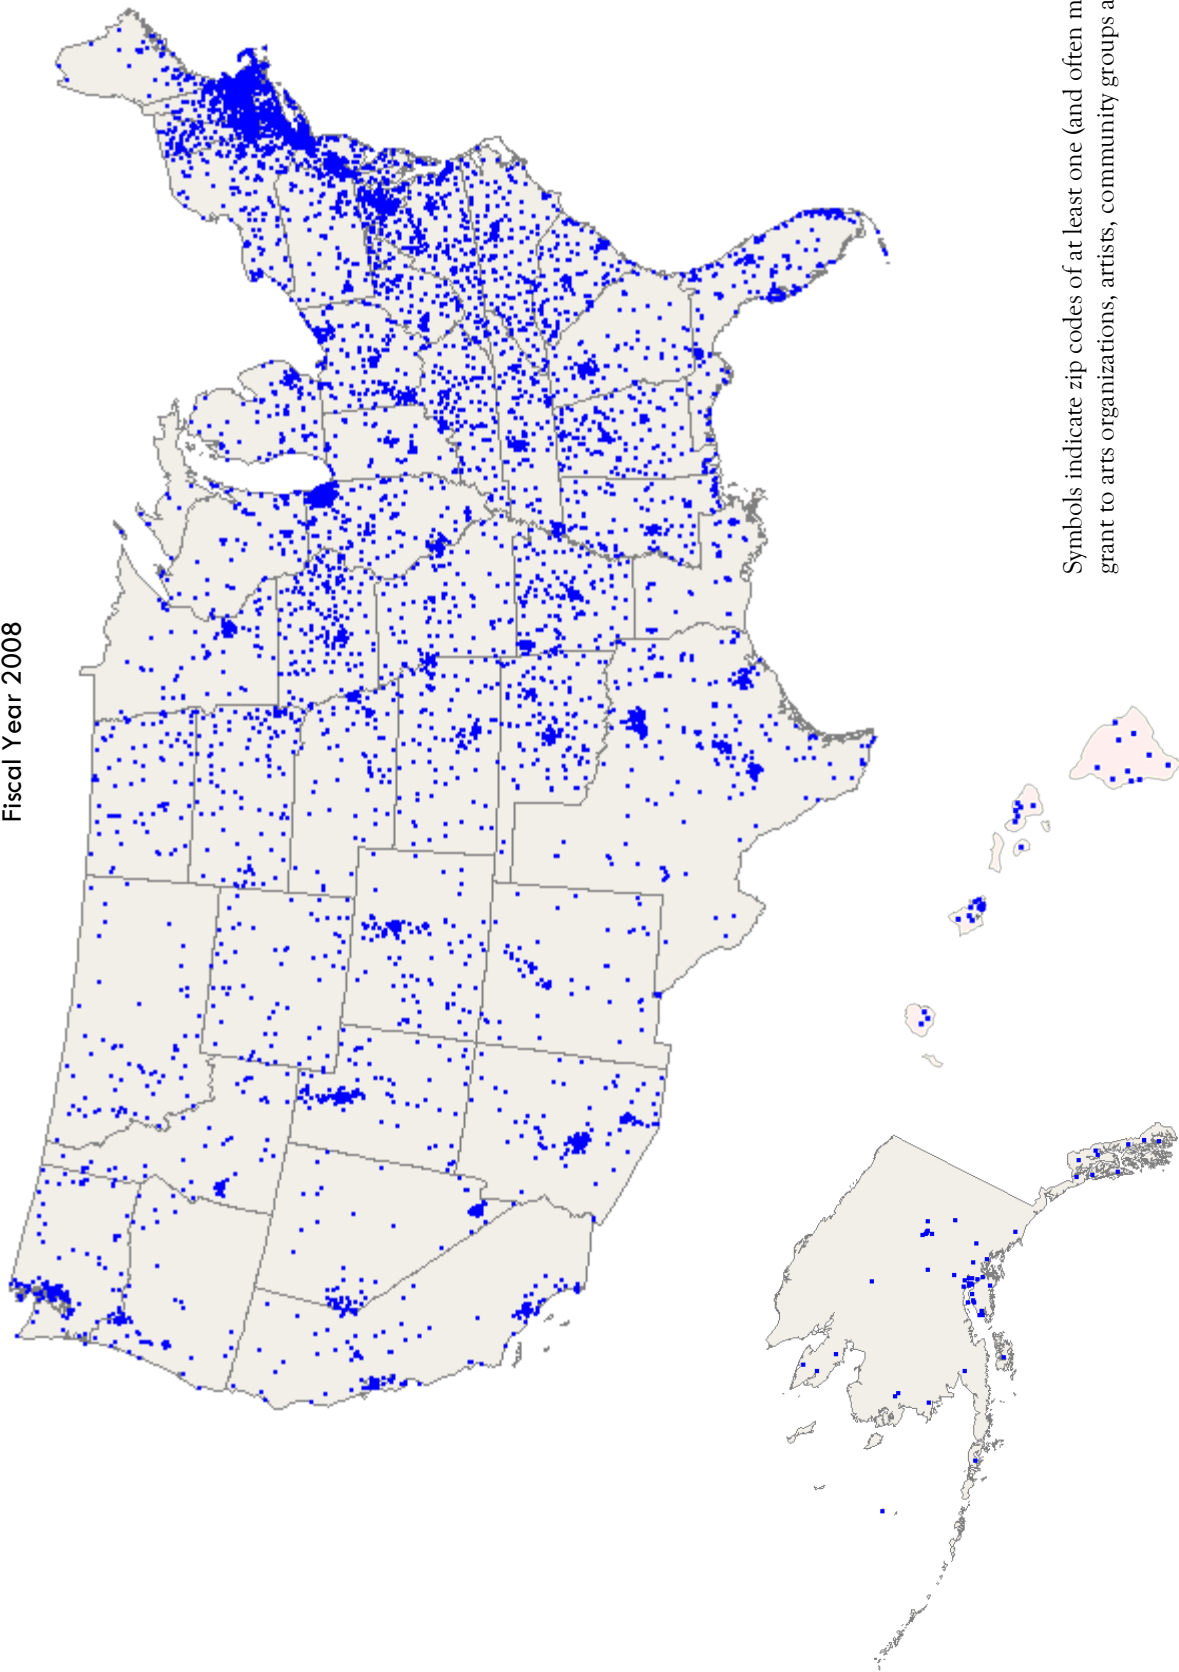 Fiscal Year 2008
Symbols indicate zip codes of at least one (and often
grant to arts organizations, artists, community groups